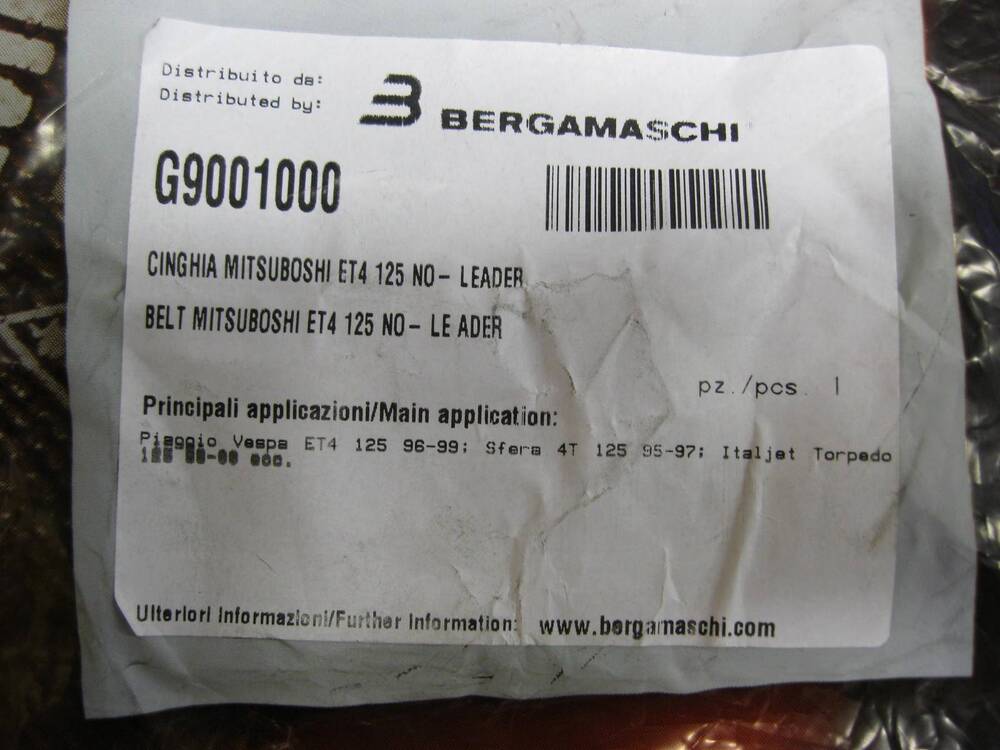 Distribuito da:
Distributed by:
B BERGAMASCHI
G9001000
CINGHIA MITSUBOSHI ET4 125 NO- LEADER
BELT MITSUBOSHI ET4 125 NO- LE ADER
pz./pcs. 1
Principali applicazioni/Main application:
Piaggio Vespa ET4 125 96-99; Sfera 4T 125 95-97; Italjet Torpedo
125
Ulteriori Informazioni/Further Information: www.bergamaschi.com